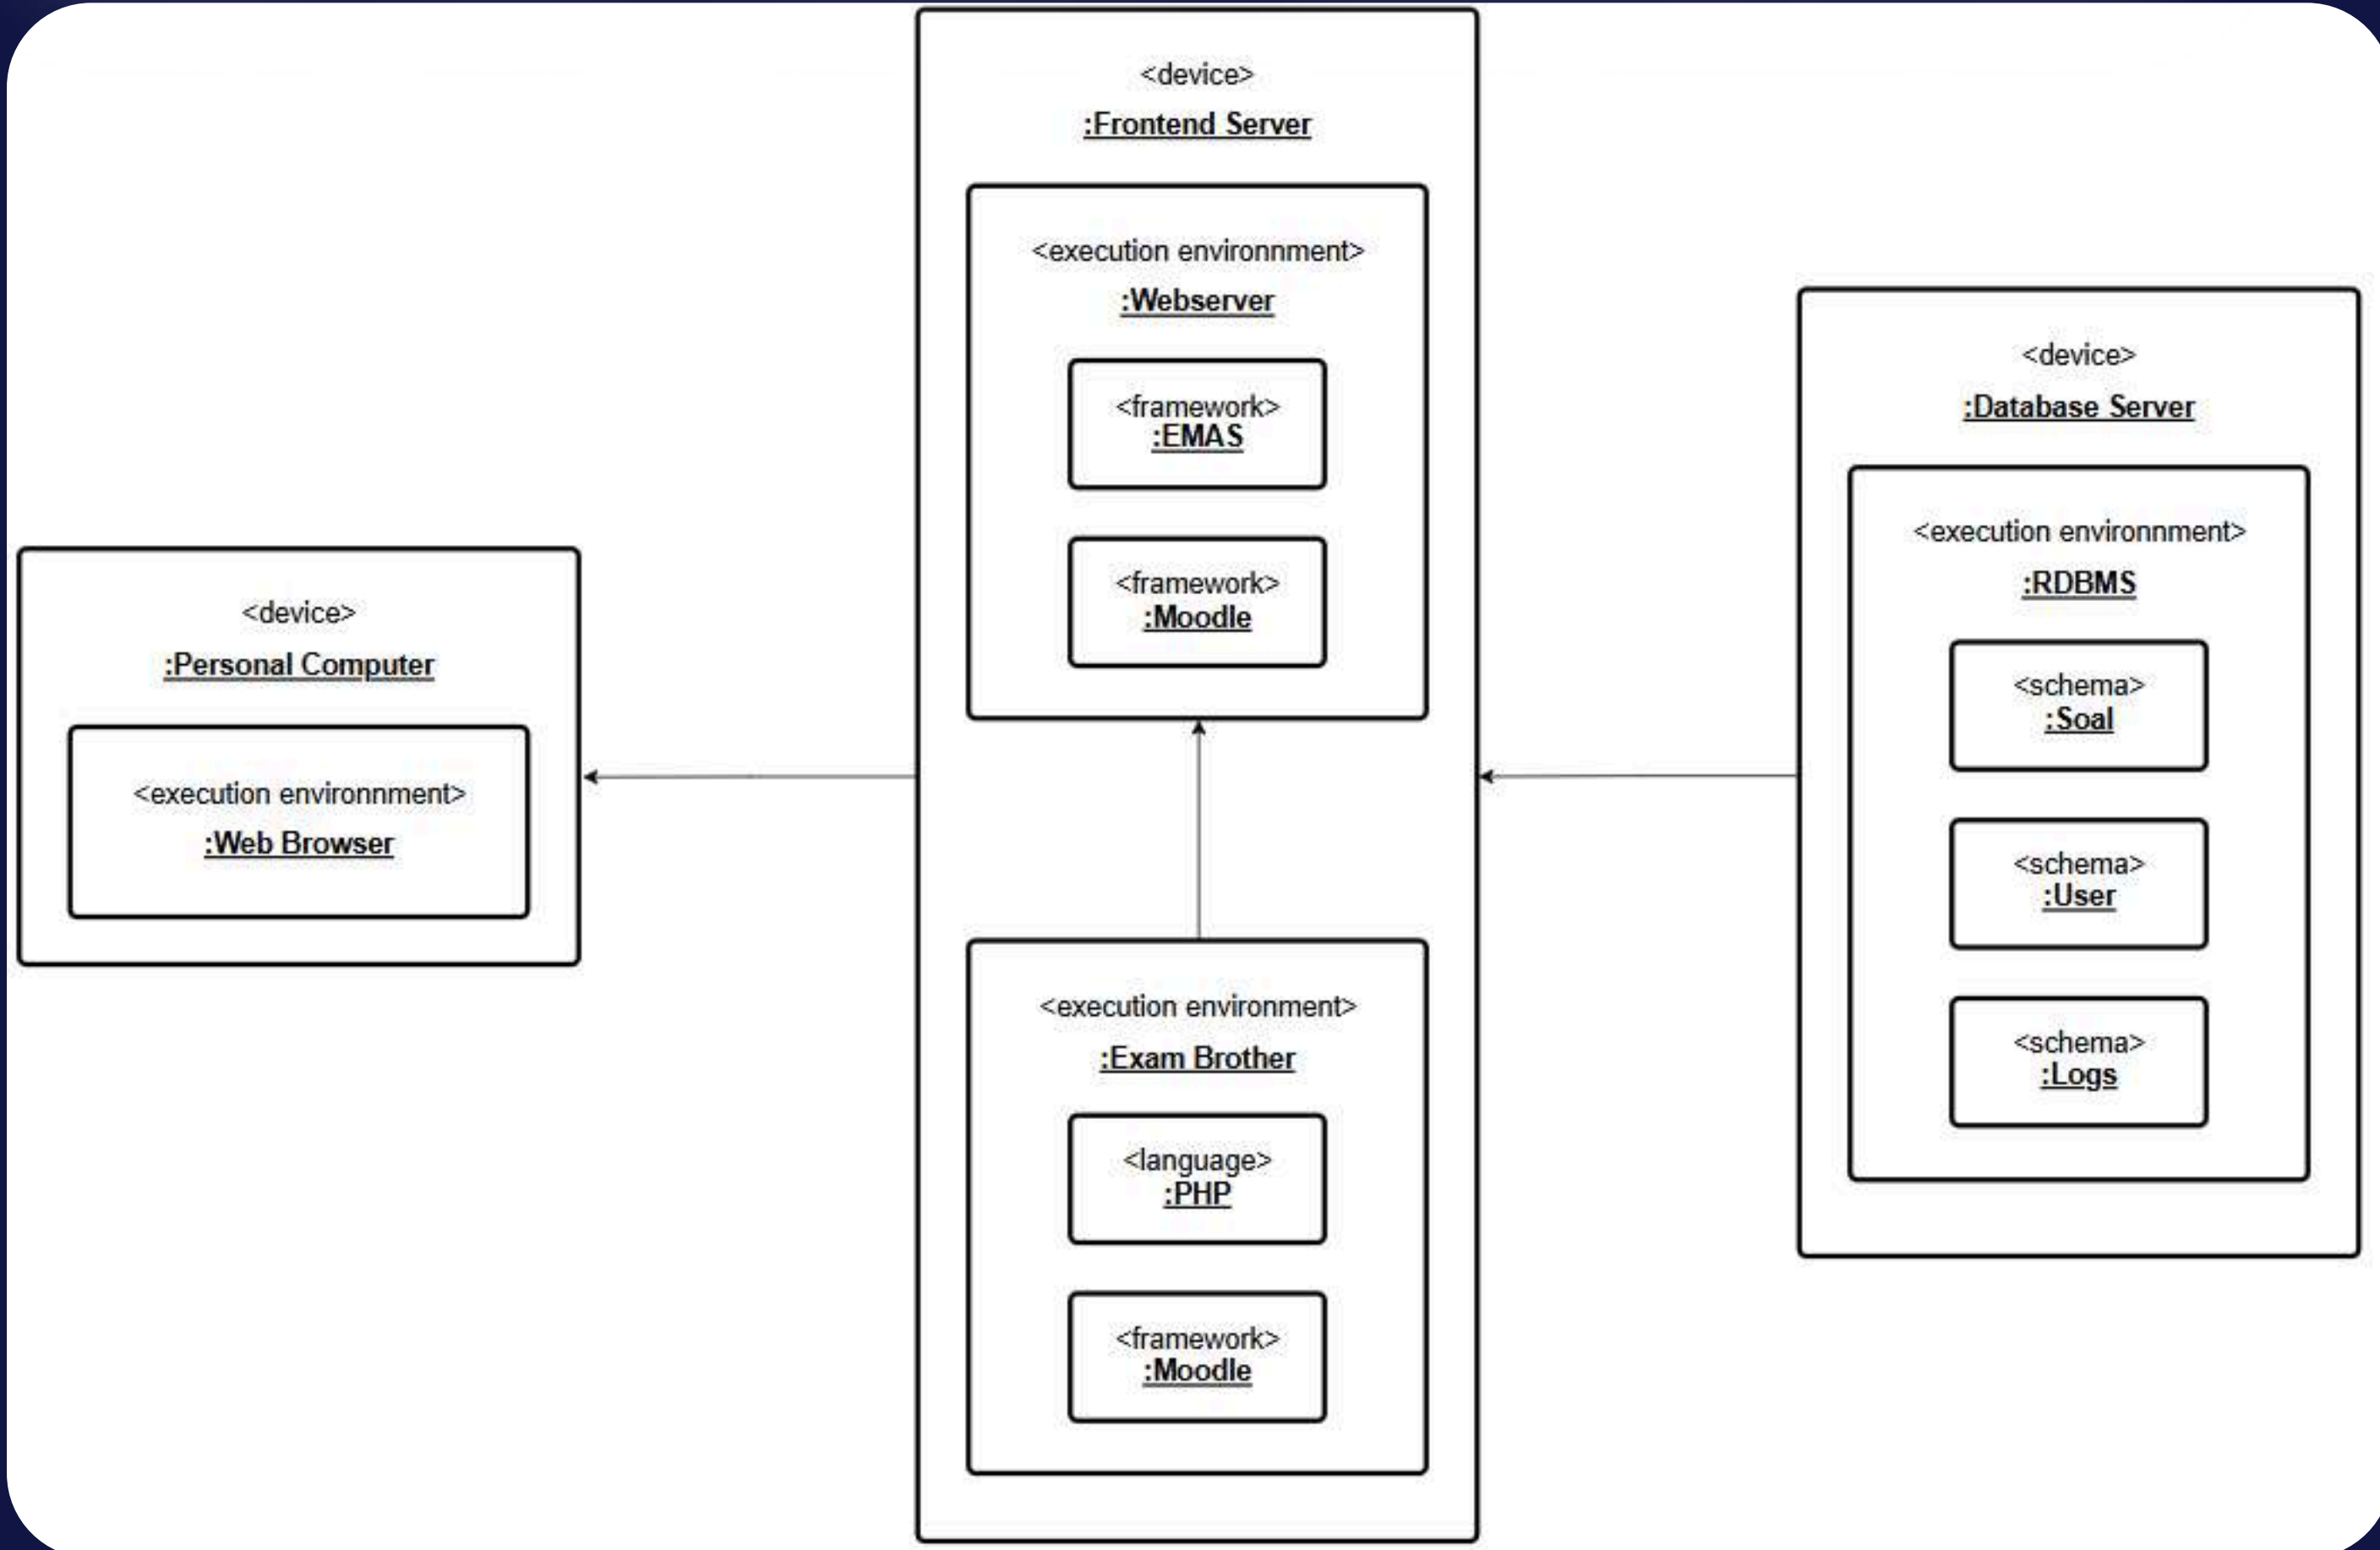 <device>
:Personal Computer
<execution environnment>
:Web Browser
<device>
:Frontend Server
<execution environnment>
:Webserver
<framework>
:EMAS
<framework>
:Moodle
<execution environment>
:Exam Brother
<language>
:PHP
<framework>
:Moodle
<device>
:Database Server
<execution environnment>
:RDBMS
<schema>
:Soal
<schema>
:User
<schema>
:Logs